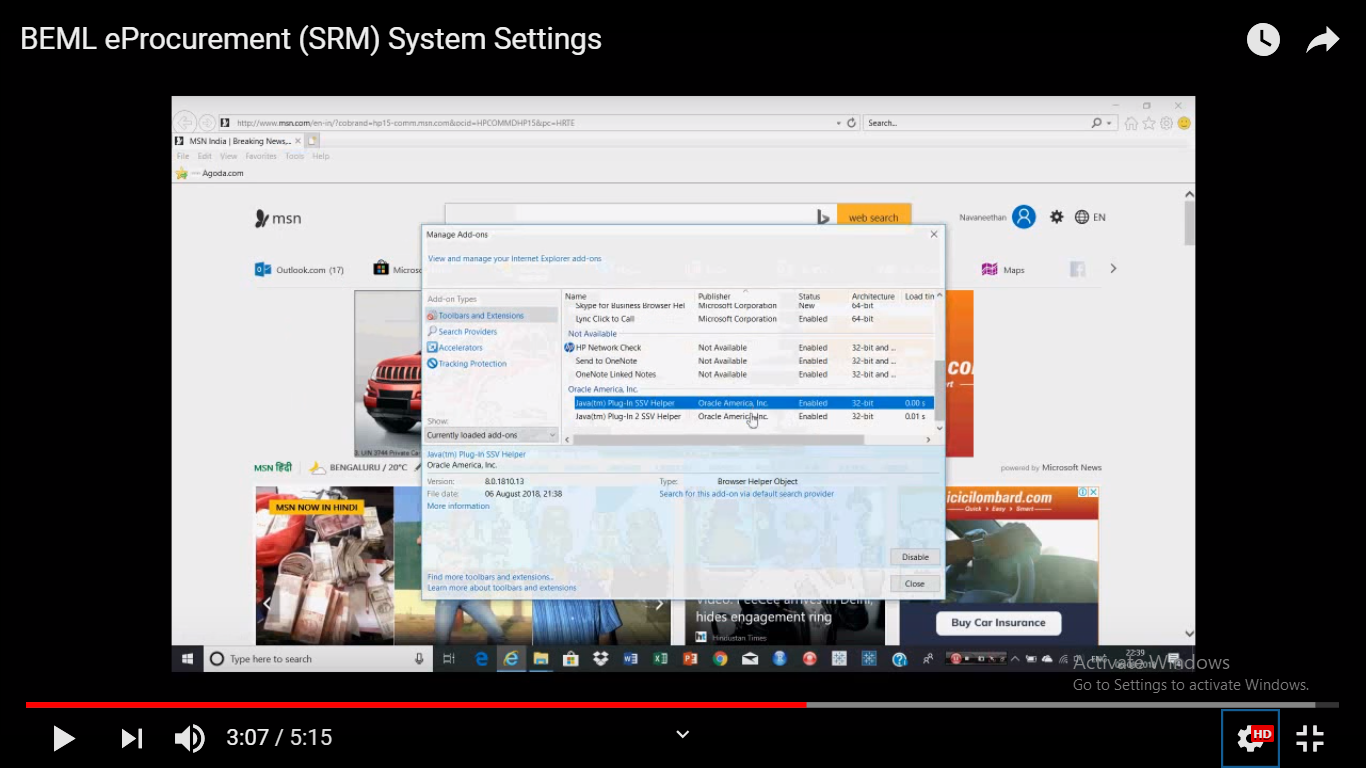 BEML eProcurement (SRM) System Settings
http://www.msn.com/en-in/?cobrand=hp15-comm.msn.com&ocid=HPCOMMDHP15&pc=HRTE
Search...
MSN India | Breaking News,...
File Edit View Favorites Tools Help
Agoda.com
msn
web search
Navaneethan
EN
Outlook.com (17)
Maps
Manage Add-ons
View and manage your Internet Explorer add-ons
Add-on Types
Toolbars and Extensions
Search Providers
Accelerators
Tracking Protection
Show:
Currently loaded add-ons
Name Publisher Status Architecture Load tin
Skype for Business Browser Hel Microsoft Corporation New 64-bit
Lync Click to Call Microsoft Corporation Enabled 64-bit
Not Available
HP Network Check Not Available Enabled 32-bit and ...
Send to OneNote Not Available Enabled 32-bit and ...
OneNote Linked Notes Not Available Enabled 32-bit and ...
Oracle America, Inc.
Java(tm) Plug-In SSV Helper Oracle America, Inc. Enabled 32-bit 0.00 s
Java(tm) Plug-In 2 SSV Helper Oracle America, Inc. Enabled 32-bit 0.01 s
Java(tm) Plug-In SSV Helper
Oracle America, Inc.
Version: 8.0.1810.13
File date: 06 August 2018, 21:38
More information
Type: Browser Helper Object
Search for this add-on via default search provider
Disable
Find more toolbars and extensions...
Learn more about toolbars and extensions
Close
MSN हिंदी
BENGALURU / 20°C
powered by Microsoft News
MSN NOW IN HINDI
icicilombard.com
Quick > Easy > Smart
hides engagement ring
ht Hindustan Times
Buy Car Insurance
Type here to search
22:39
Activate Windows
Go to Settings to activate Windows.
3:07 / 5:15
HD